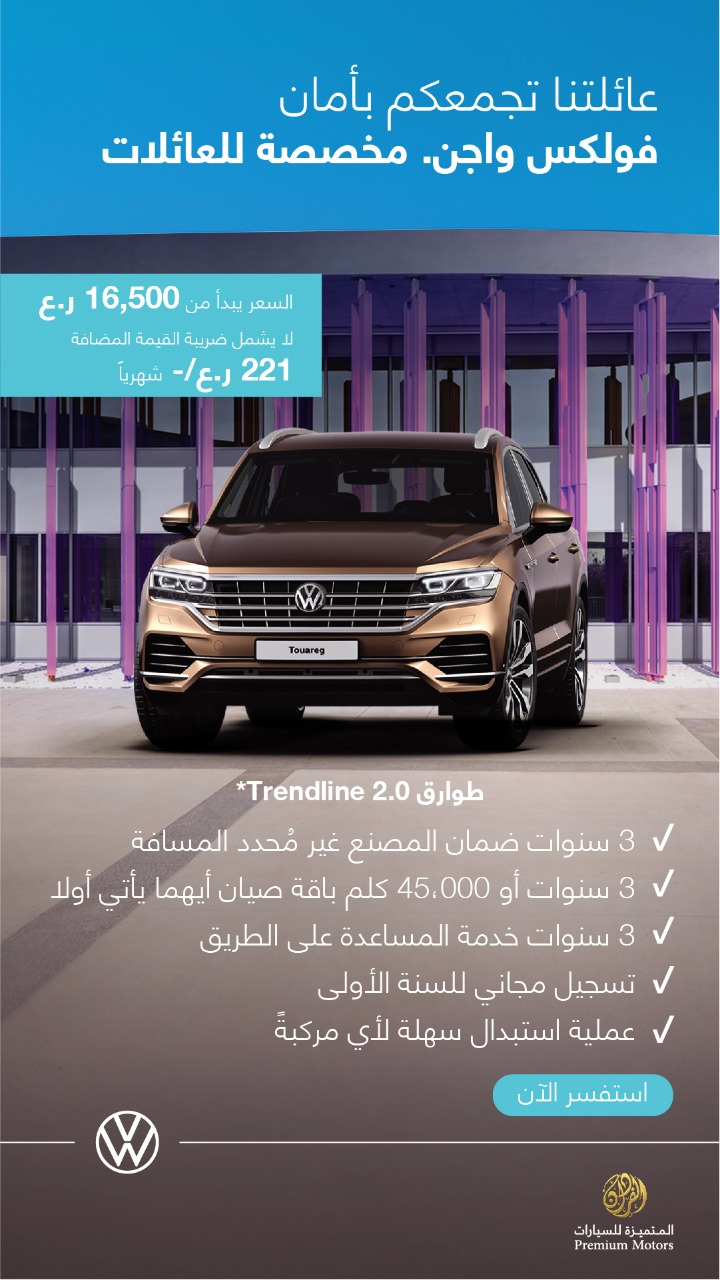 عائلتنا تجمعكم بأمان
فولكس واجن. مخصصة للعائلات
السعر يبدأ من 16,500 ر.ع
لا يشمل ضريبة القيمة المضافة
221 ر.ع/- شهرياً
Touareg
طوارق Trendline 2.0*
✓ 3 سنوات ضمان المصنع غير مُحدد المسافة
✓ 3 سنوات أو 45،000 كلم باقة صيان أيهما يأتي أولا
✓ 3 سنوات خدمة المساعدة على الطريق
✓ تسجيل مجاني للسنة الأولى
✓ عملية استبدال سهلة لأي مركبةً
استفسر الآن
المتميزة للسيارات
Premium Motors